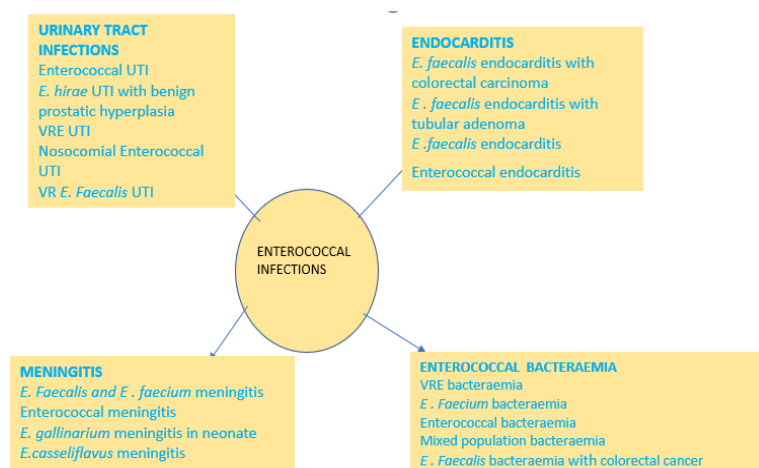 URINARY TRACT
INFECTIONS
Enterococcal UTI
E. hirae UTI with benign
prostatic hyperplasia
VRE UTI
Nosocomial Enterococcal
UTI
VR E. Faecalis UTI
ENDOCARDITIS
E. faecalis endocarditis with
colorectal carcinoma
E . faecalis endocarditis with
tubular adenoma
E .faecalis endocarditis
Enterococcal endocarditis
ENTEROCOCCAL
INFECTIONS
MENINGITIS
E. Faecalis and E . faecium meningitis
Enterococcal meningitis
E. gallinarium meningitis in neonate
E.casseliflavus meningitis
ENTEROCOCCAL BACTERAEMIA
VRE bacteraemia
E . Faecium bacteraemia
Enterococcal bacteraemia
Mixed population bacteraemia
E . Faecalis bacteraemia with colorectal cancer